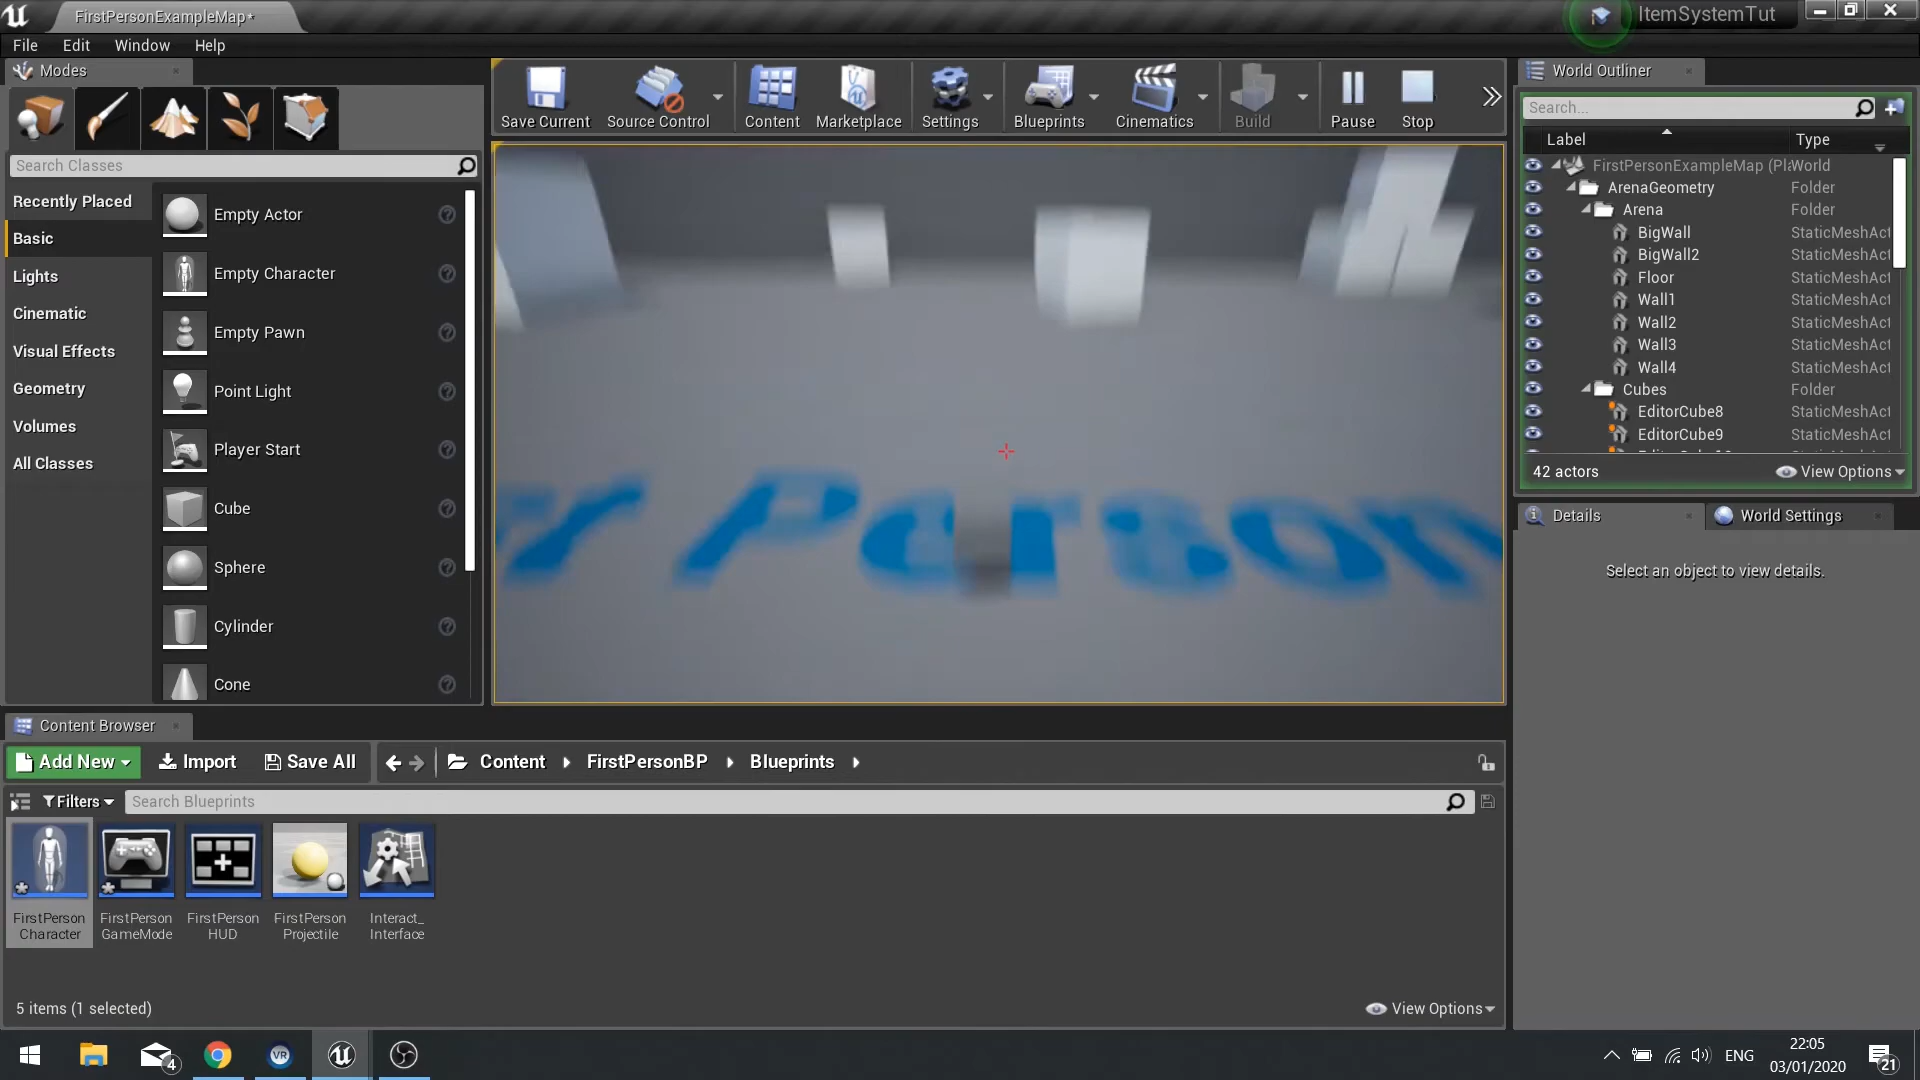 FirstPersonExampleMap*
ItemSystemTut
File Edit Window Help
Modes
Search Classes
Recently Placed
Basic
Lights
Cinematic
Visual Effects
Geometry
Volumes
All Classes
Empty Actor
Empty Character
Empty Pawn
Point Light
Player Start
Cube
Sphere
Cylinder
Cone
Save Current
Source Control
Content
Marketplace
Settings
Blueprints
Cinematics
Build
Pause
Stop
Person
World Outliner
Search...
Label Type
FirstPersonExampleMap (Pla World
ArenaGeometry Folder
Arena Folder
BigWall StaticMeshAct
BigWall2 StaticMeshAct
Floor StaticMeshAct
Wall1 StaticMeshAct
Wall2 StaticMeshAct
Wall3 StaticMeshAct
Wall4 StaticMeshAct
Cubes Folder
EditorCube8 StaticMeshAct
EditorCube9 StaticMeshAct
42 actors
View Options
Details
World Settings
Select an object to view details.
Content Browser
Add New Import Save All Content FirstPersonBP Blueprints
Filters Search Blueprints
FirstPerson
Character
FirstPerson
GameMode
FirstPerson
HUD
FirstPerson
Projectile
Interact_
Interface
5 items (1 selected)
View Options
4
VR
ENG
22:05
03/01/2020
21